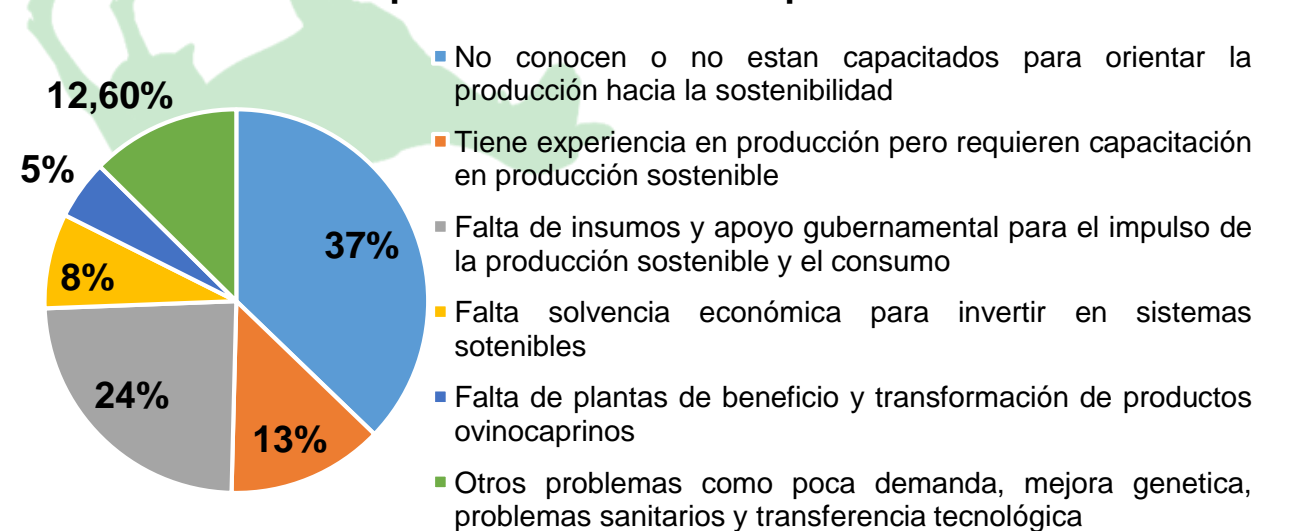 No conocen o no estan capacitados para orientar la
producción hacia la sostenibilidad
12,60%
Tiene experiencia en producción pero requieren capacitación
en producción sostenible
5%
37%
Falta de insumos y apoyo gubernamental para el impulso de
la producción sostenible y el consumo
8%
Falta solvencia económica para invertir en sistemas
sotenibles
24%
Falta de plantas de beneficio y transformación de productos
ovinocaprinos
13%
Otros problemas como poca demanda, mejora genetica,
problemas sanitarios y transferencia tecnológica